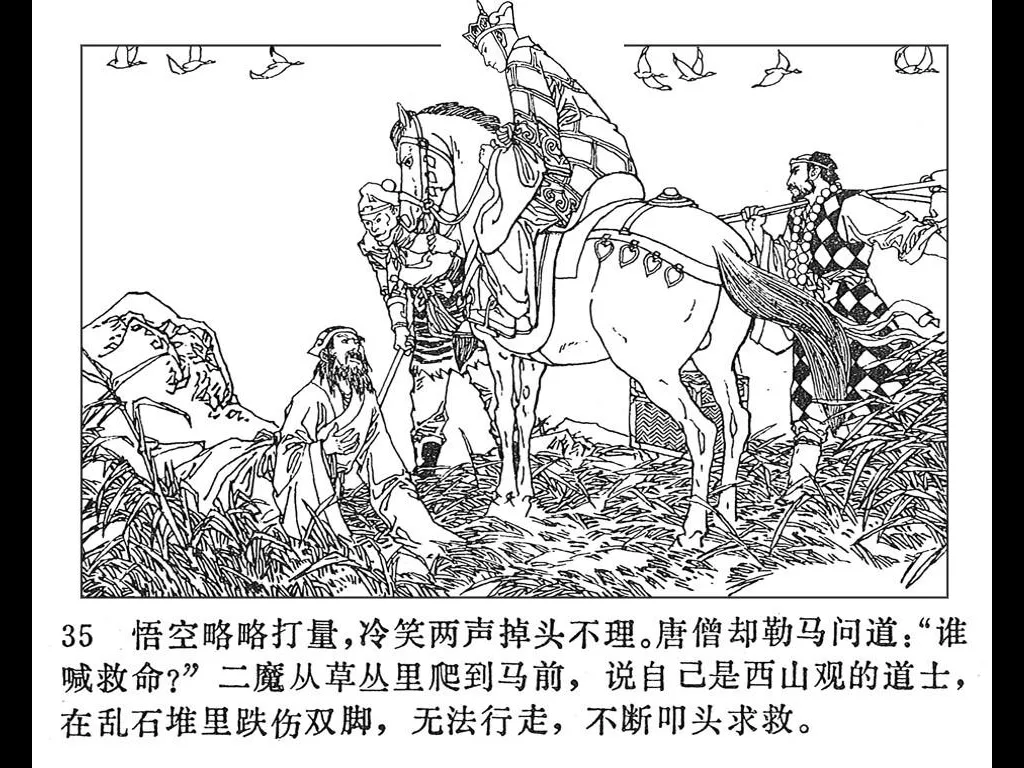 35 悟空略略打量，冷笑两声掉头不理。唐僧却勒马问道：“谁
喊救命？” 二魔从草丛里爬到马前，说自己是西山观的道士，
在乱石堆里跌伤双脚，无法行走，不断叩头求救。